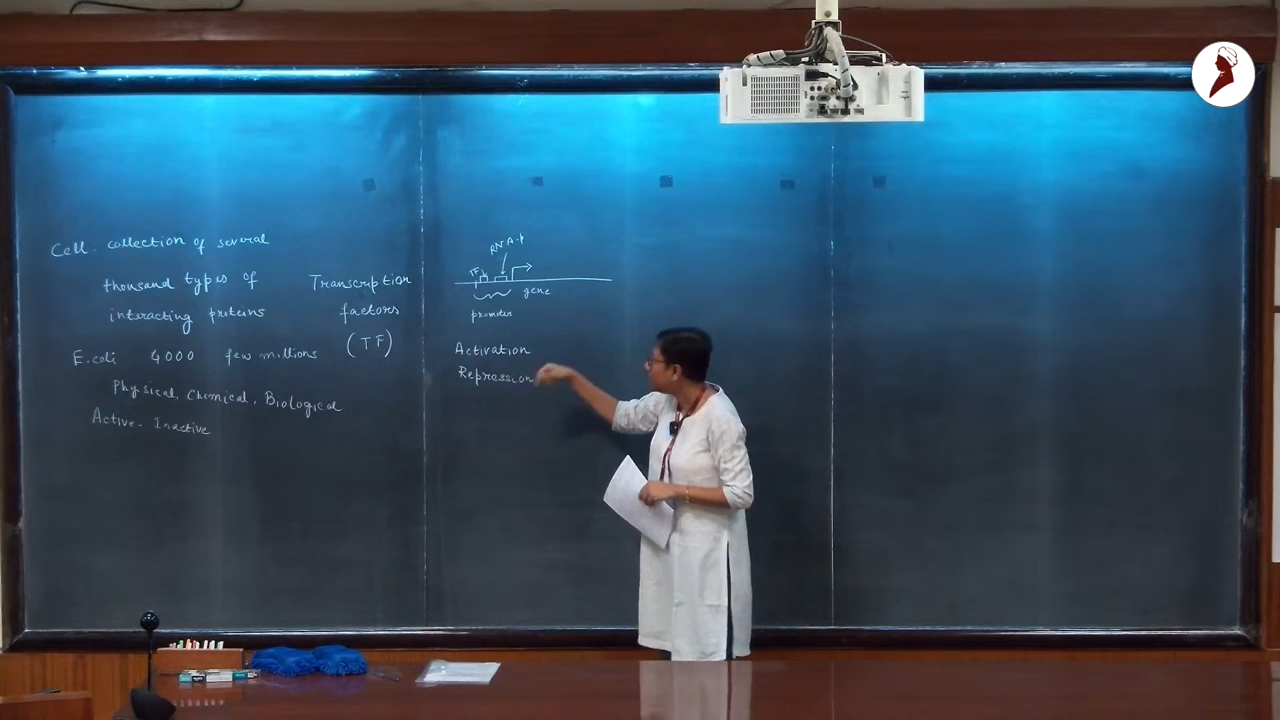 Cell. collection of several
thousand types of
interacting proteins
E.coli 4000 few millions
Physical, Chemical, Biological
Active - Inactive
Transcription
factors
(TF)
RNA-p
TF
gene
promoter
Activation
Repression